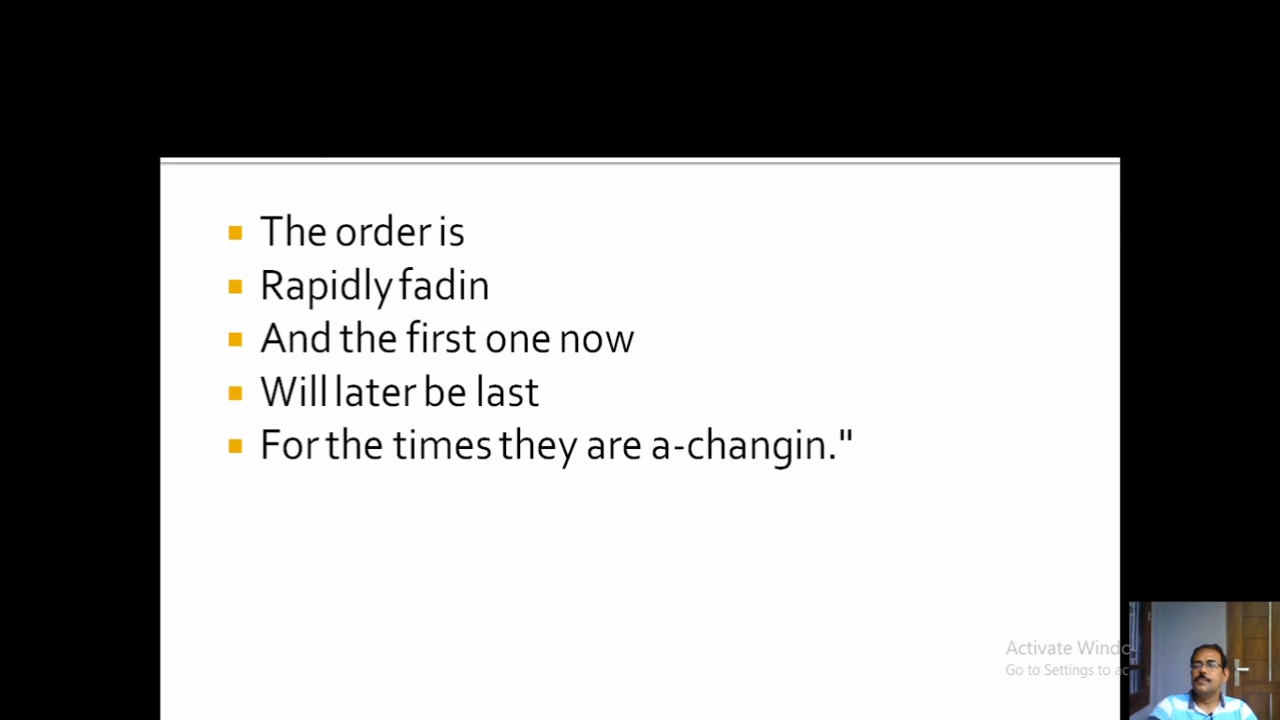 The order is
Rapidly fadin
And the first one now
Will later be last
For the times they are a-changin."
Activate Windo
Go to Settings to ac